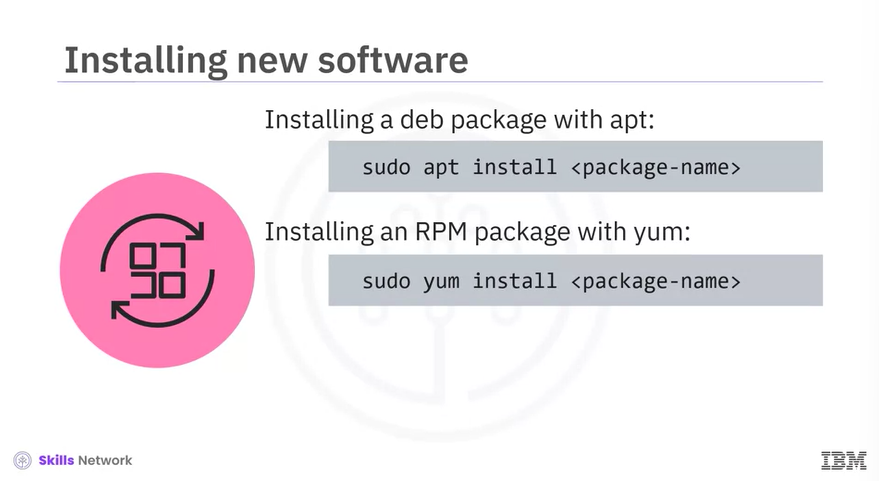 Installing new software
Installing a deb package with apt:
sudo apt install <package-name>
Installing an RPM package with yum:
sudo yum install <package-name>
Skills Network
IBM